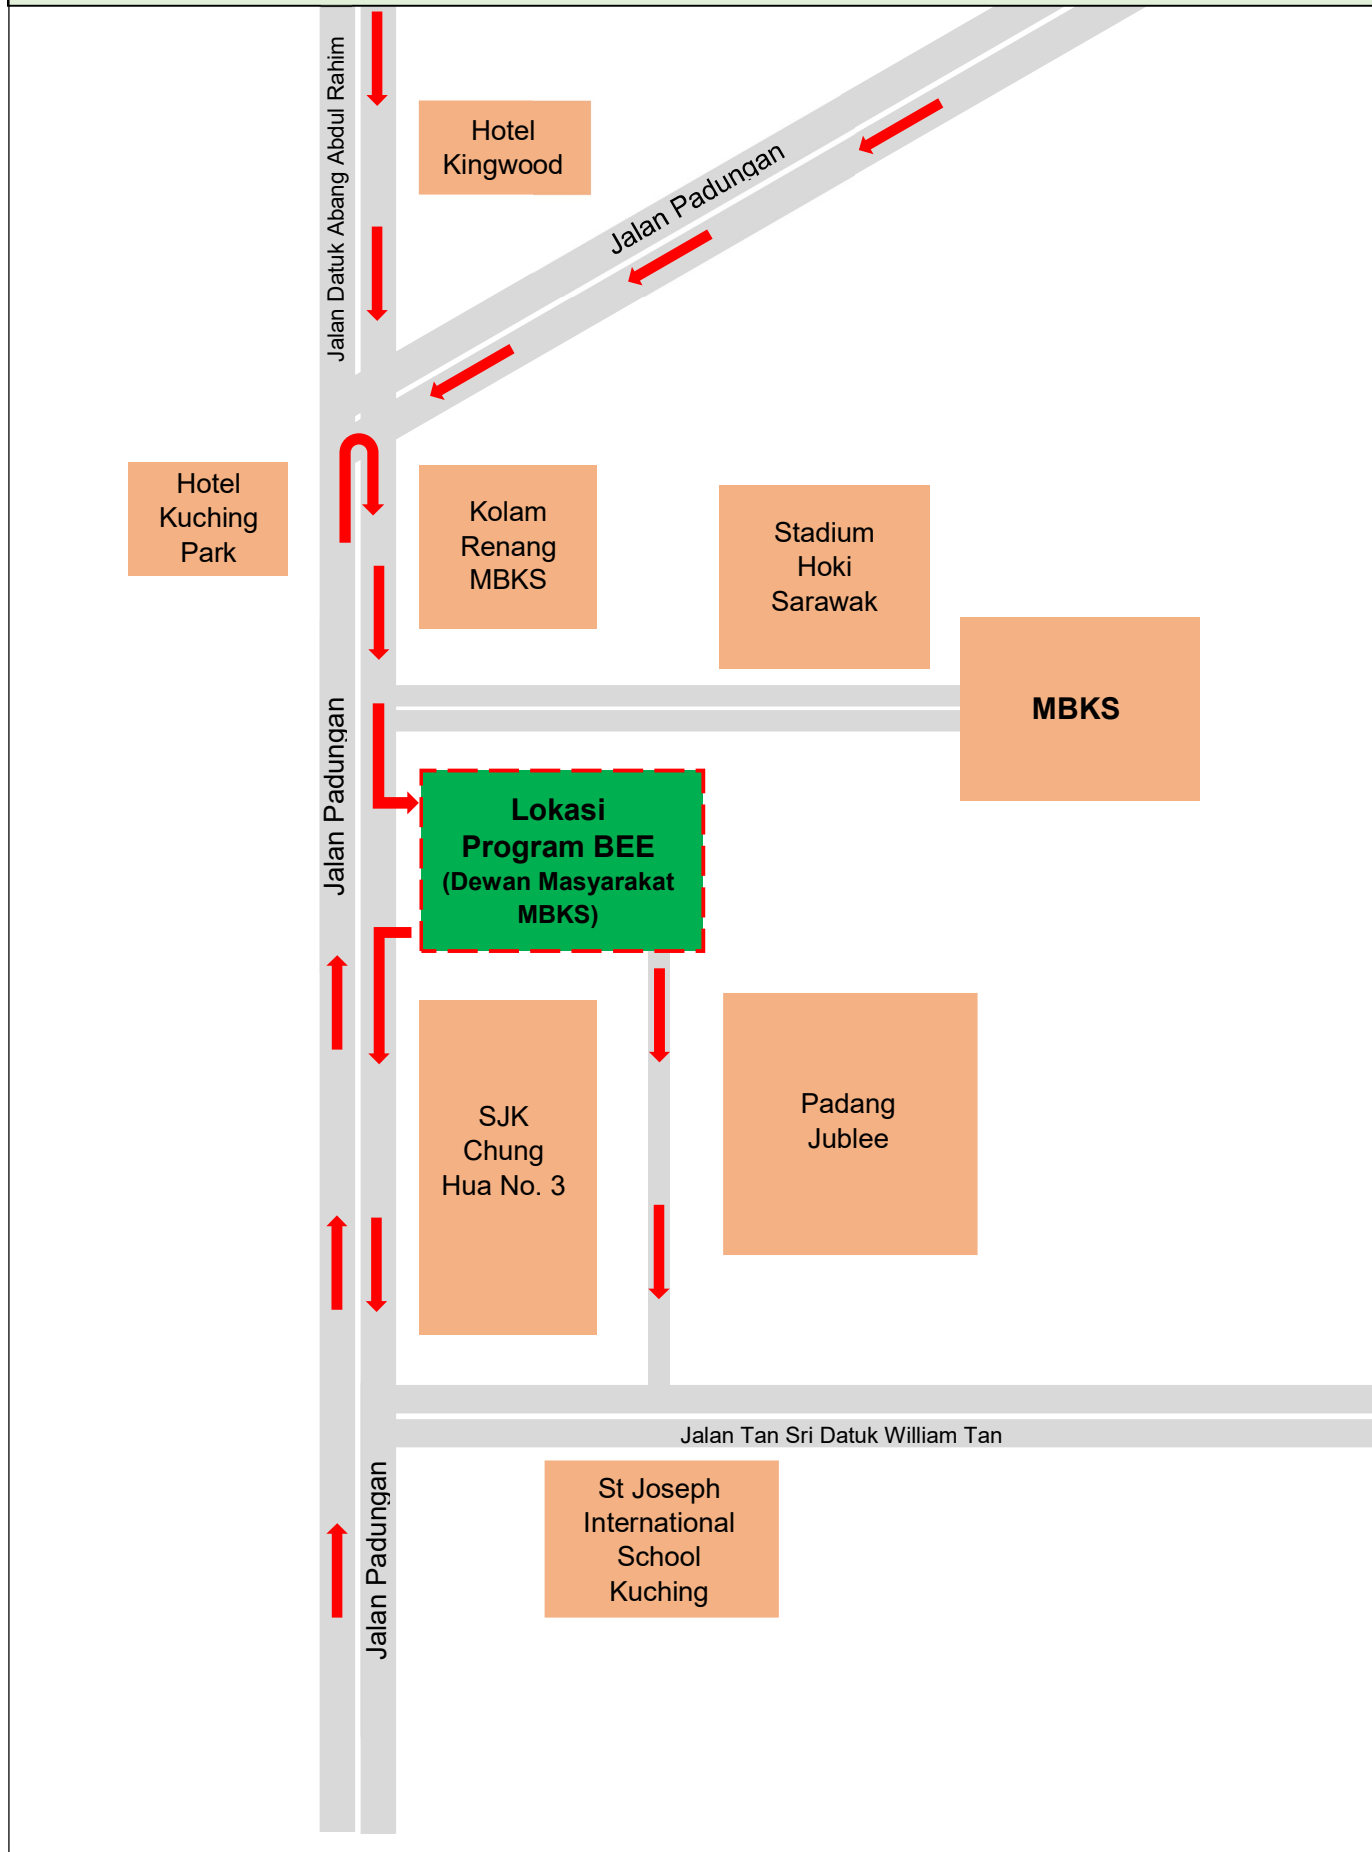 Jalan Datuk Abang Abdul Rahim
Hotel
Kingwood
Jalan Padungan
Hotel
Kuching
Park
Kolam
Renang
MBKS
Stadium
Hoki
Sarawak
MBKS
Jalan Padungan
Lokasi
Program BEE
(Dewan Masyarakat
MBKS)
SJK
Chung
Hua No. 3
Padang
Jublee
Jalan Tan Sri Datuk William Tan
Jalan Padungan
St Joseph
International
School
Kuching